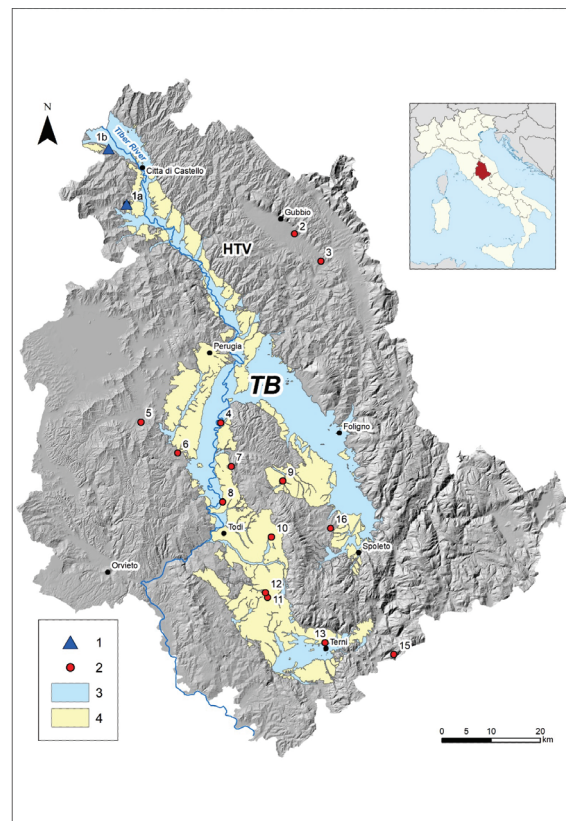 N
1b
Tiber River
Città di Castello
1a
Gubbio
2
HTV
3
Perugia
TB
5
4
Foligno
6
7
9
8
16
Todi
10
Spoleto
Orvieto
12
11
13
Terni
15
1
2
3
4
0 5 10 20
km